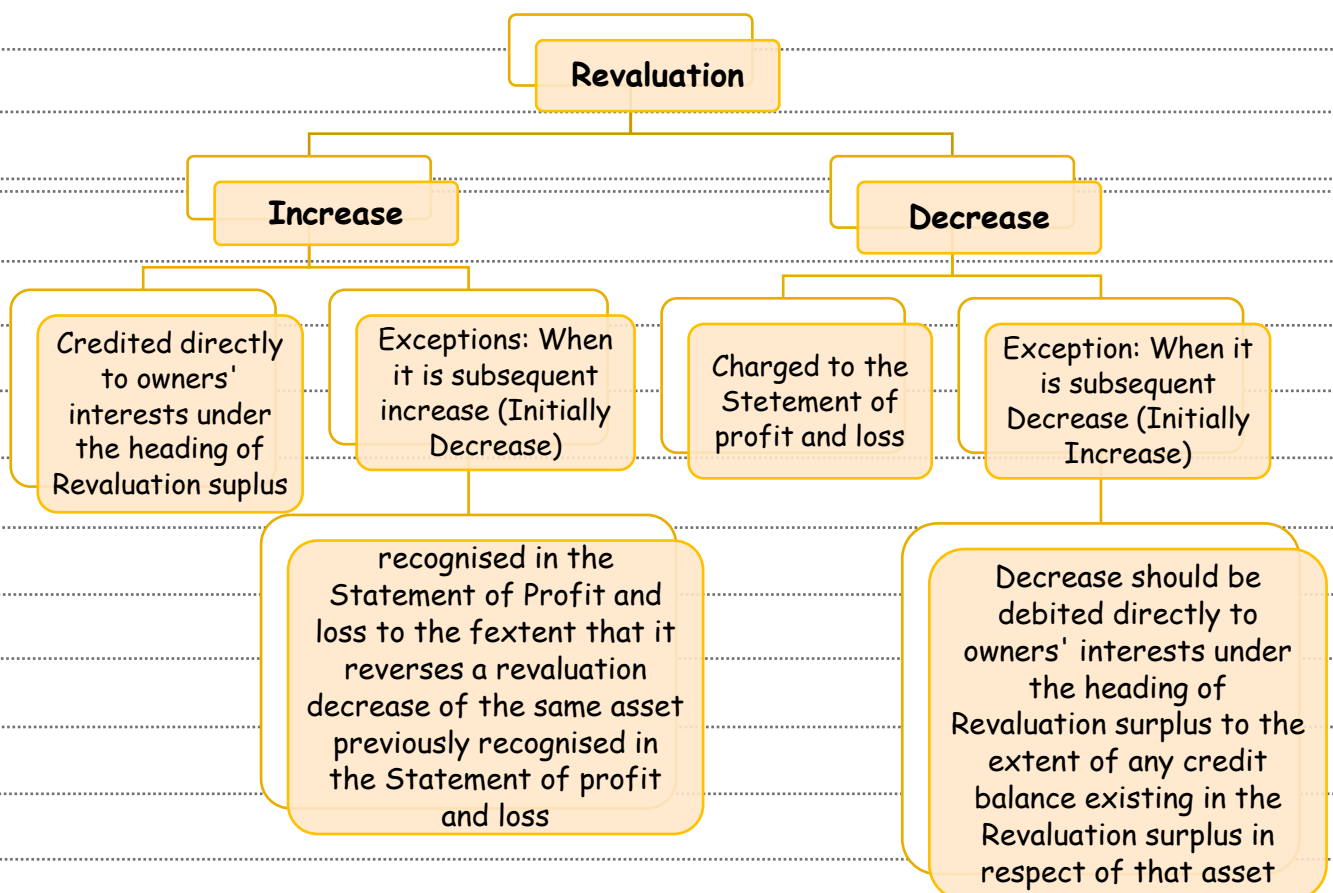 Revaluation
Increase
Decrease
Credited directly
to owners'
interests under
the heading of
Revaluation suplus
Exceptions: When
it is subsequent
increase (Initially
Decrease)
Charged to the
Stetement of
profit and loss
Exception: When it
is subsequent
Decrease (Initially
Increase)
recognised in the
Statement of Profit and
loss to the fextent that it
reverses a revaluation
decrease of the same asset
previously recognised in
the Statement of profit
and loss
Decrease should be
debited directly to
owners' interests under
the heading of
Revaluation surplus to the
extent of any credit
balance existing in the
Revaluation surplus in
respect of that asset